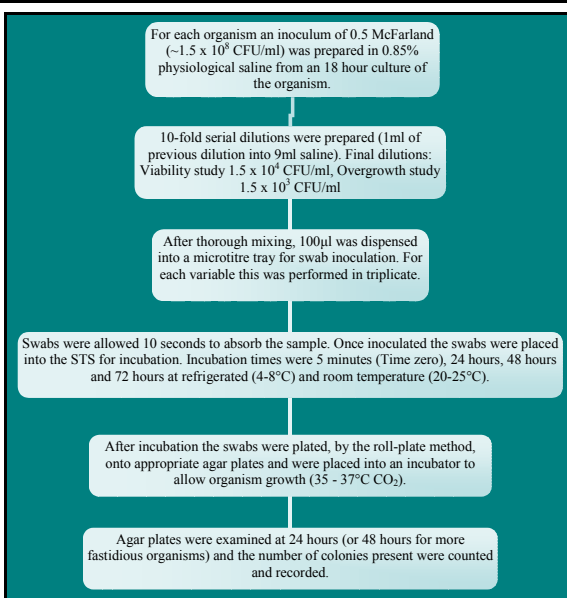 For each organism an inoculum of 0.5 McFarland
(~1.5 x 10⁸ CFU/ml) was prepared in 0.85%
physiological saline from an 18 hour culture of
the organism.
10-fold serial dilutions were prepared (1ml of
previous dilution into 9ml saline). Final dilutions:
Viability study 1.5 x 10⁴ CFU/ml, Overgrowth study
1.5 x 10³ CFU/ml
After thorough mixing, 100µl was dispensed
into a microtitre tray for swab inoculation. For
each variable this was performed in triplicate.
Swabs were allowed 10 seconds to absorb the sample. Once inoculated the swabs were placed
into the STS for incubation. Incubation times were 5 minutes (Time zero), 24 hours, 48 hours
and 72 hours at refrigerated (4-8°C) and room temperature (20-25°C).
After incubation the swabs were plated, by the roll-plate method,
onto appropriate agar plates and were placed into an incubator to
allow organism growth (35 - 37°C CO₂).
Agar plates were examined at 24 hours (or 48 hours for more
fastidious organisms) and the number of colonies present were counted
and recorded.